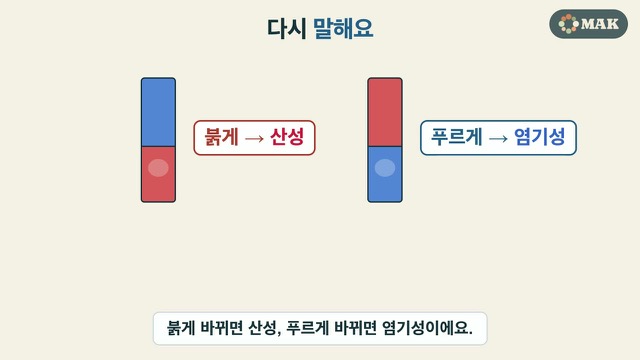 다시 말해요
MAK
붉게 → 산성
푸르게 → 염기성
붉게 바뀌면 산성, 푸르게 바뀌면 염기성이에요.